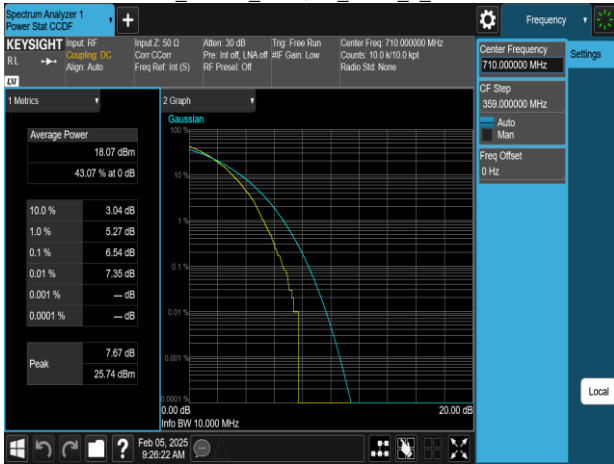 Spectrum Analyzer 1
Power Stat CCDF
Frequency
KEYSIGHT
RL
LXI
Input: RF
Coupling: DC
Align: Auto
Input Z: 50 Ω
Corr CCorr
Freq Ref: Int (S)
Atten: 30 dB
Pre: Int off, LNA off
RF Presel: Off
Trig: Free Run
#IF Gain: Low
Center Freq: 710.000000 MHz
Counts: 10.0 k/10.0 kpt
Radio Std: None
Center Frequency
710.000000 MHz
Settings
CF Step
359.000000 MHz
Auto
Man
Freq Offset
0 Hz
Local
1 Metrics
Average Power
18.07 dBm
43.07 % at 0 dB
10.0 % 3.04 dB
1.0 % 5.27 dB
0.1 % 6.54 dB
0.01 % 7.35 dB
0.001 % --- dB
0.0001 % --- dB
Peak
7.67 dB
25.74 dBm
2 Graph
Gaussian
100 %
10 %
1 %
0.1 %
0.01 %
0.001 %
0.0001 %
0.00 dB 20.00 dB
Info BW 10.000 MHz
?
Feb 05, 2025
9:26:22 AM